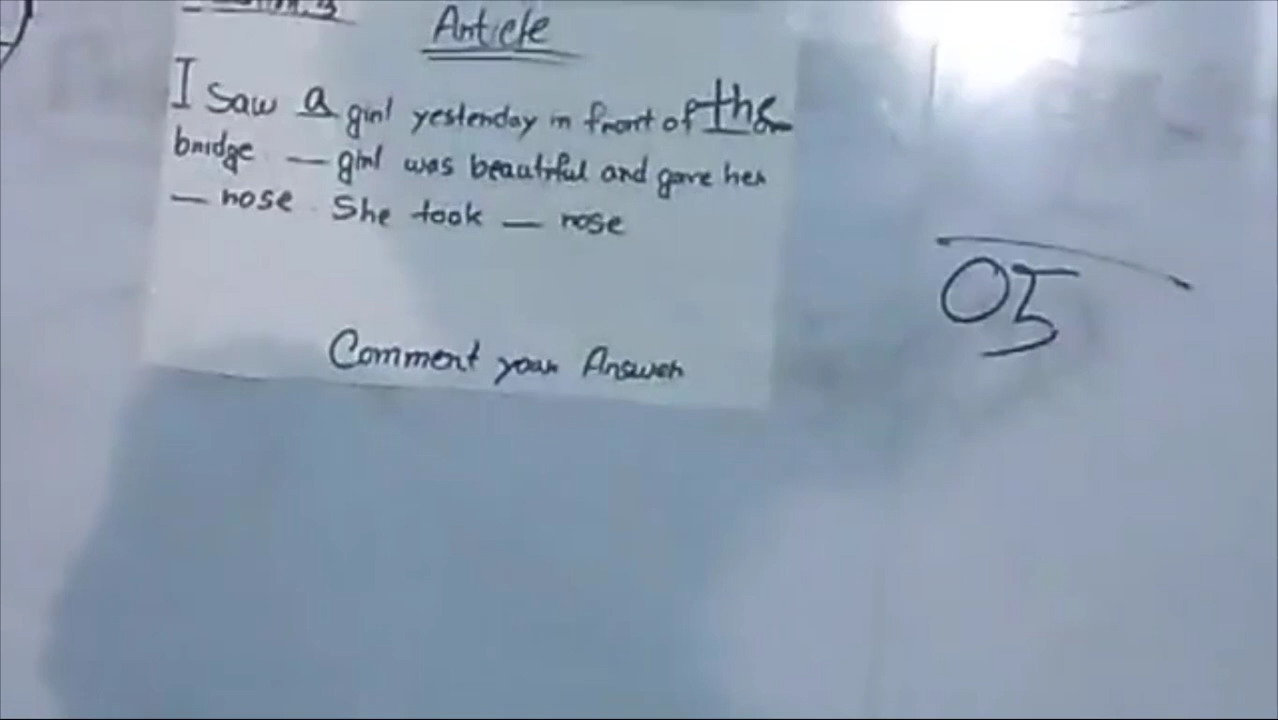 Article
I Saw a girl yesterday in front of the
bridge — girl was beautiful and gave her
— rose. She took — rose
Comment your Answer
05